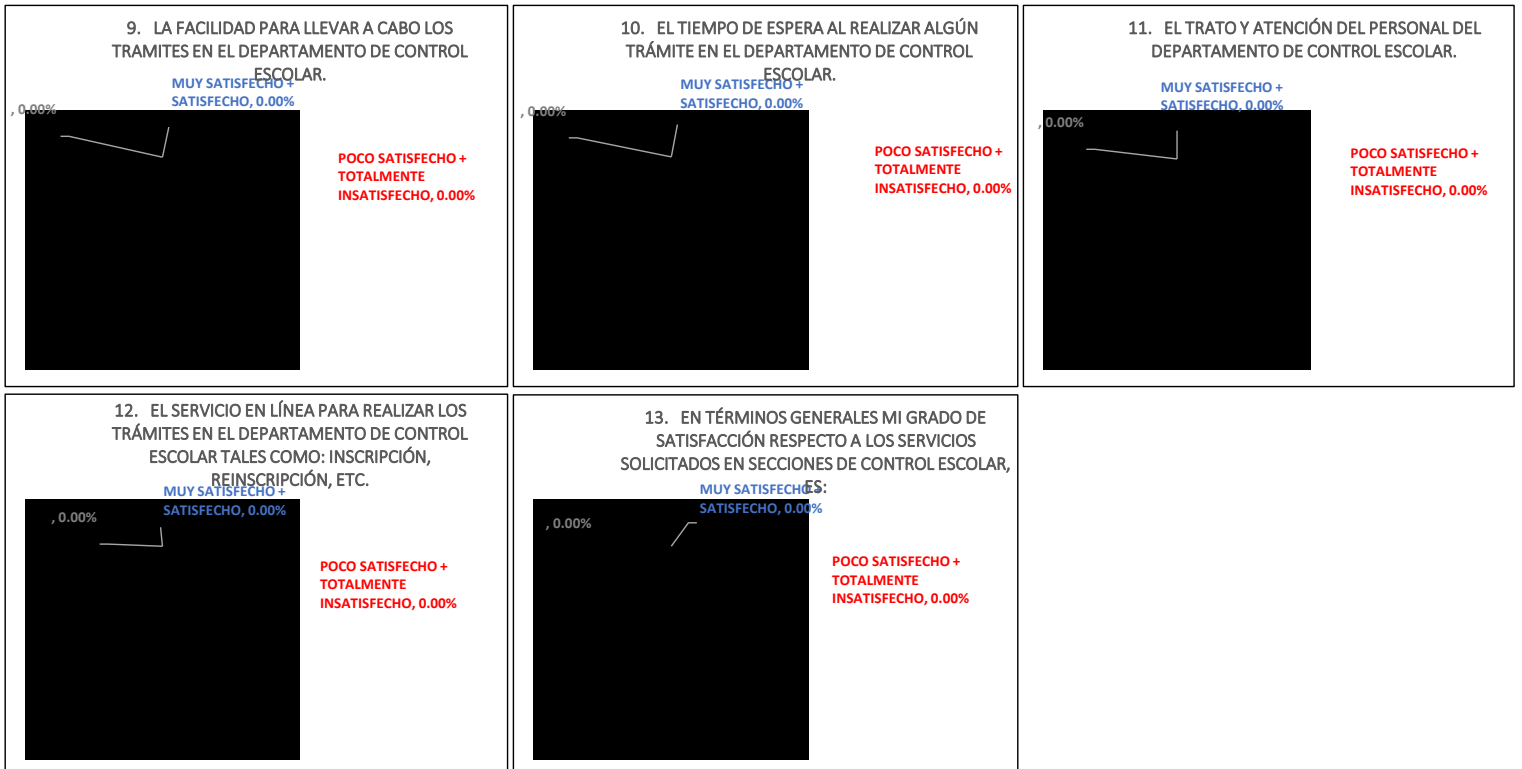 9. LA FACILIDAD PARA LLEVAR A CABO LOS
TRAMITES EN EL DEPARTAMENTO DE CONTROL
ESCOLAR.
MUY SATISFECHO +
SATISFECHO, 0.00%
, 0.00%
POCO SATISFECHO +
TOTALMENTE
INSATISFECHO, 0.00%
10. EL TIEMPO DE ESPERA AL REALIZAR ALGÚN
TRÁMITE EN EL DEPARTAMENTO DE CONTROL
ESCOLAR.
MUY SATISFECHO +
SATISFECHO, 0.00%
, 0.00%
POCO SATISFECHO +
TOTALMENTE
INSATISFECHO, 0.00%
11. EL TRATO Y ATENCIÓN DEL PERSONAL DEL
DEPARTAMENTO DE CONTROL ESCOLAR.
MUY SATISFECHO +
SATISFECHO, 0.00%
, 0.00%
POCO SATISFECHO +
TOTALMENTE
INSATISFECHO, 0.00%
12. EL SERVICIO EN LÍNEA PARA REALIZAR LOS
TRÁMITES EN EL DEPARTAMENTO DE CONTROL
ESCOLAR TALES COMO: INSCRIPCIÓN,
REINSCRIPCIÓN, ETC.
MUY SATISFECHO +
SATISFECHO, 0.00%
, 0.00%
POCO SATISFECHO +
TOTALMENTE
INSATISFECHO, 0.00%
13. EN TÉRMINOS GENERALES MI GRADO DE
SATISFACCIÓN RESPECTO A LOS SERVICIOS
SOLICITADOS EN SECCIONES DE CONTROL ESCOLAR,
ES:
MUY SATISFECHO +
SATISFECHO, 0.00%
, 0.00%
POCO SATISFECHO +
TOTALMENTE
INSATISFECHO, 0.00%